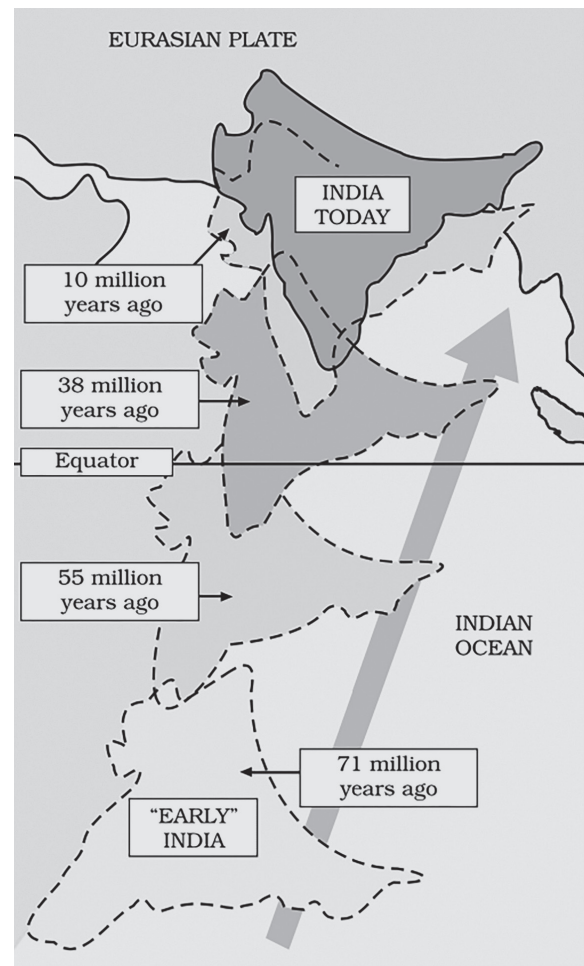 EURASIAN PLATE
INDIA
TODAY
10 million
years ago
38 million
years ago
Equator
55 million
years ago
INDIAN
OCEAN
71 million
years ago
“EARLY”
INDIA